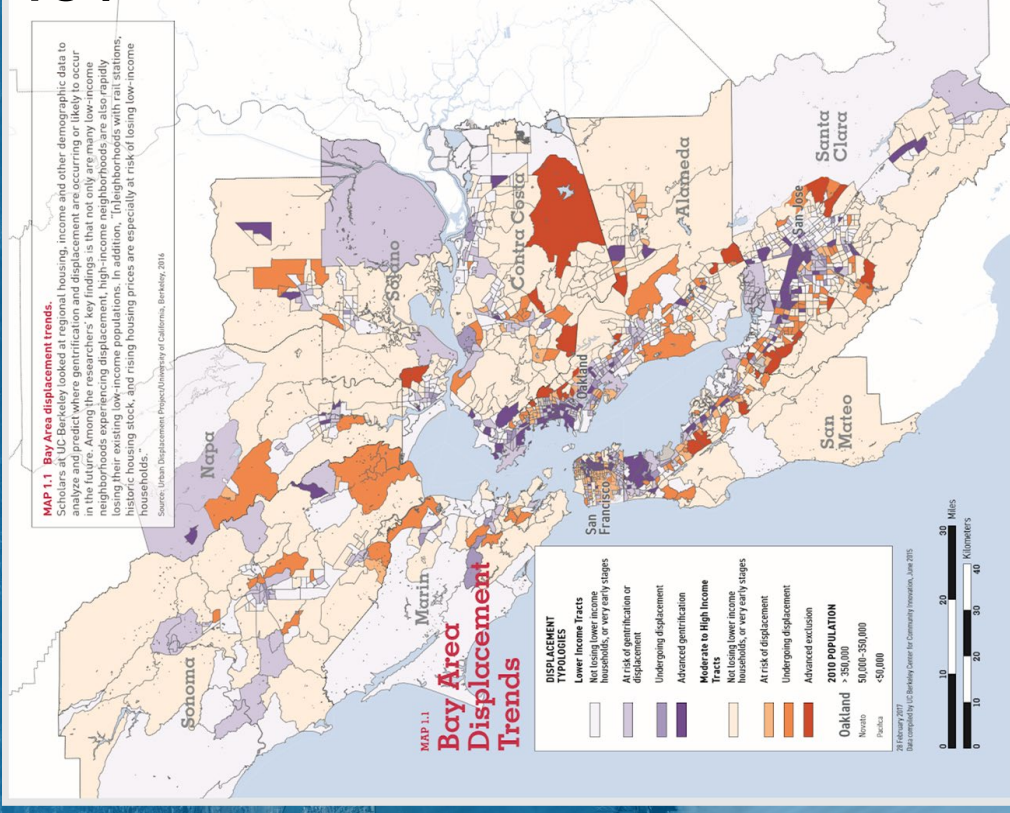 MAP 1.1 Bay Area displacement trends.
Scholars at UC Berkeley looked at regional housing, income and other demographic data to
analyze and predict where gentrification and displacement are occurring or likely to occur
in the future. Among the researchers' key findings is that not only are many low-income
neighborhoods experiencing displacement, high-income neighborhoods are also rapidly
losing their existing low-income populations. In addition, "[n]eighborhoods with rail stations,
historic housing stock, and rising housing prices are especially at risk of losing low-income
households."
Source: Urban Displacement Project/University of California, Berkeley, 2016
Sonoma
Napa
Solano
Marin
Contra Costa
Oakland
Alameda
San
Francisco
San
Mateo
San Jose
Santa
Clara
MAP 1.1
Bay Area
Displacement
Trends
DISPLACEMENT
TYPOLOGIES
Lower Income Tracts
Not losing lower income
households, or very early stages
At risk of gentrification or
displacement
Undergoing displacement
Advanced gentrification
Moderate to High Income
Tracts
Not losing lower income
households, or very early stages
At risk of displacement
Undergoing displacement
Advanced exclusion
2010 POPULATION
Oakland > 350,000
Novato 50,000-350,000
Pacifica <50,000
28 February 2017
Data compiled by UC Berkeley Center for Community Innovation, June 2015
0 10 20 30 Miles
0 10 20 30 40 Kilometers